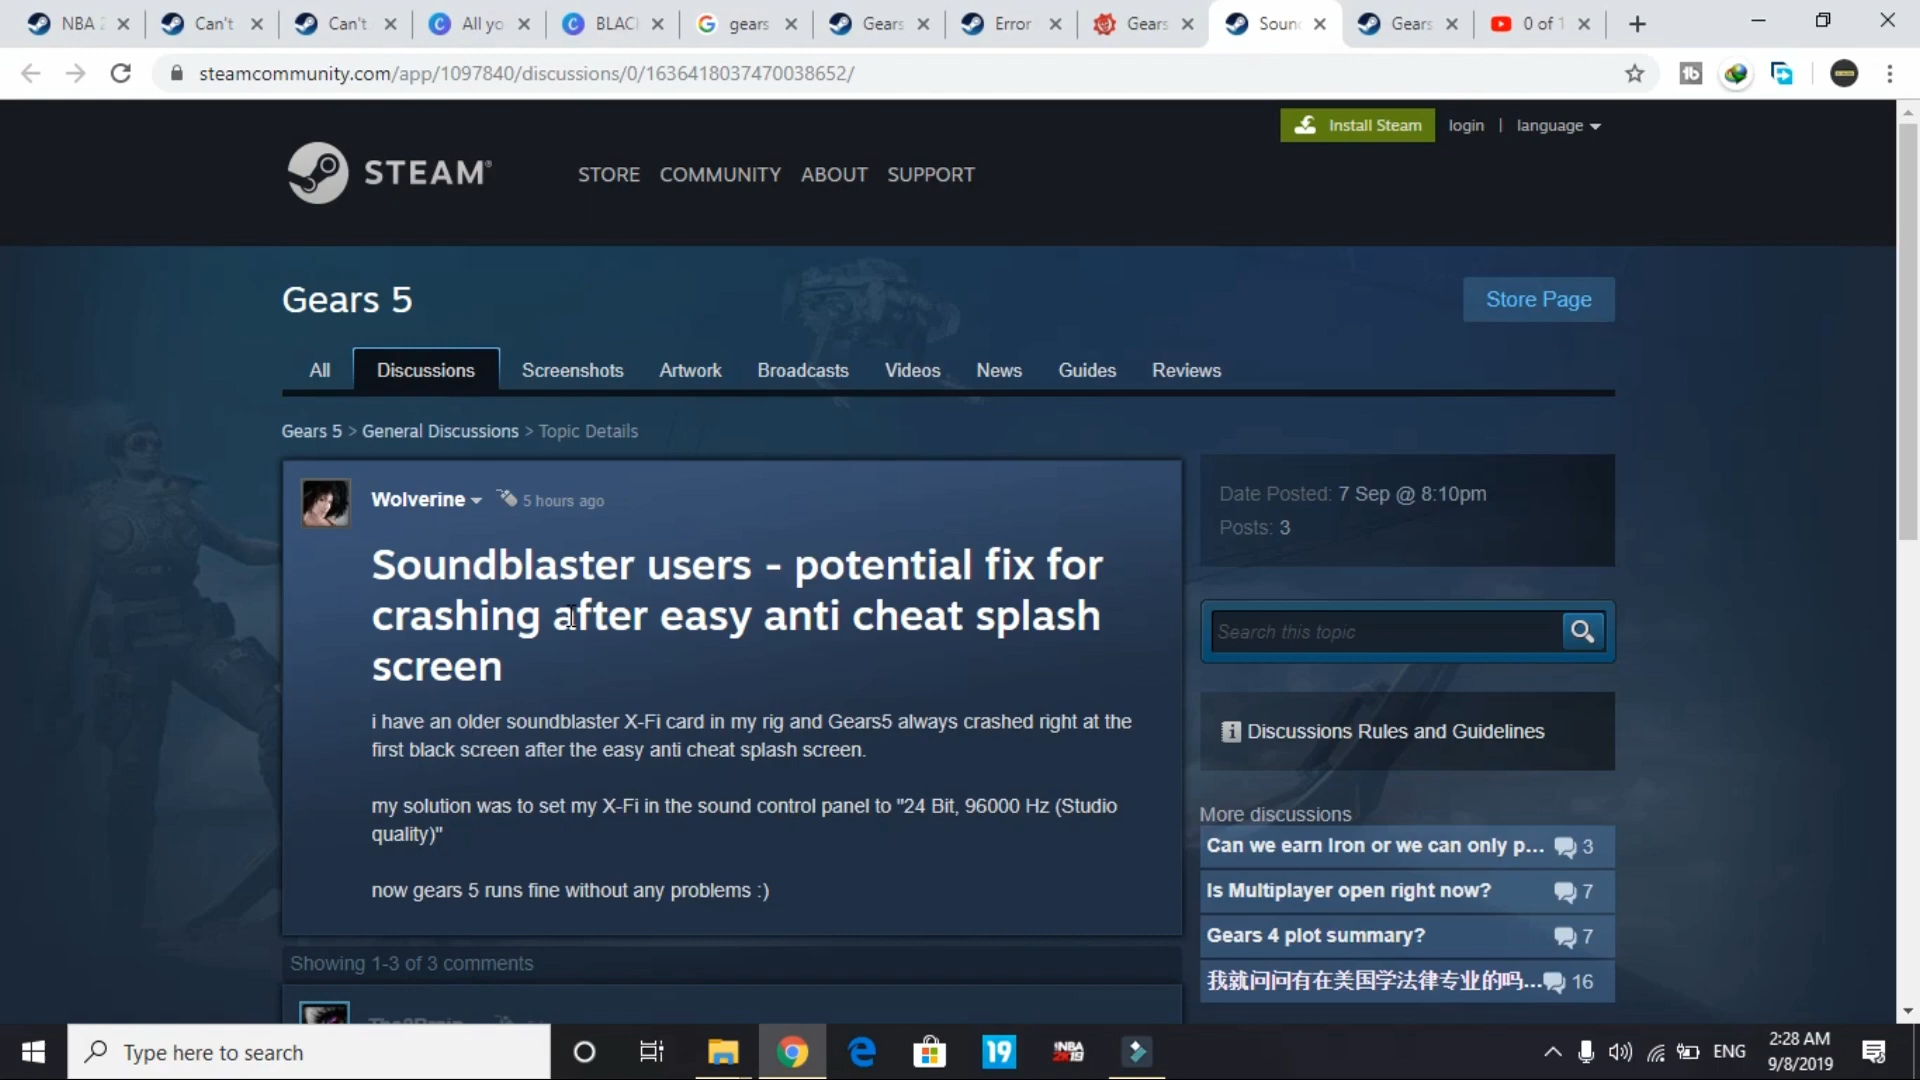 NBA 2
Can't
Can't
All yo
BLAC
gears
Gears
Error
Gears
Soun
Gears
0 of 1
steamcommunity.com/app/1097840/discussions/0/1636418037470038652/
Install Steam
login | language
STEAM®
STORE COMMUNITY ABOUT SUPPORT
Gears 5
Store Page
All Discussions Screenshots Artwork Broadcasts Videos News Guides Reviews
Gears 5 > General Discussions > Topic Details
Wolverine 5 hours ago
Soundblaster users - potential fix for
crashing after easy anti cheat splash
screen
i have an older soundblaster X-Fi card in my rig and Gears5 always crashed right at the
first black screen after the easy anti cheat splash screen.
my solution was to set my X-Fi in the sound control panel to "24 Bit, 96000 Hz (Studio
quality)"
now gears 5 runs fine without any problems :)
Showing 1-3 of 3 comments
Date Posted: 7 Sep @ 8:10pm
Posts: 3
Search this topic
Discussions Rules and Guidelines
More discussions
Can we earn Iron or we can only p... 3
Is Multiplayer open right now? 7
Gears 4 plot summary? 7
我就问问有在美国学法律专业的吗... 16
Type here to search
19
NBA 2K19
ENG
2:28 AM
9/8/2019